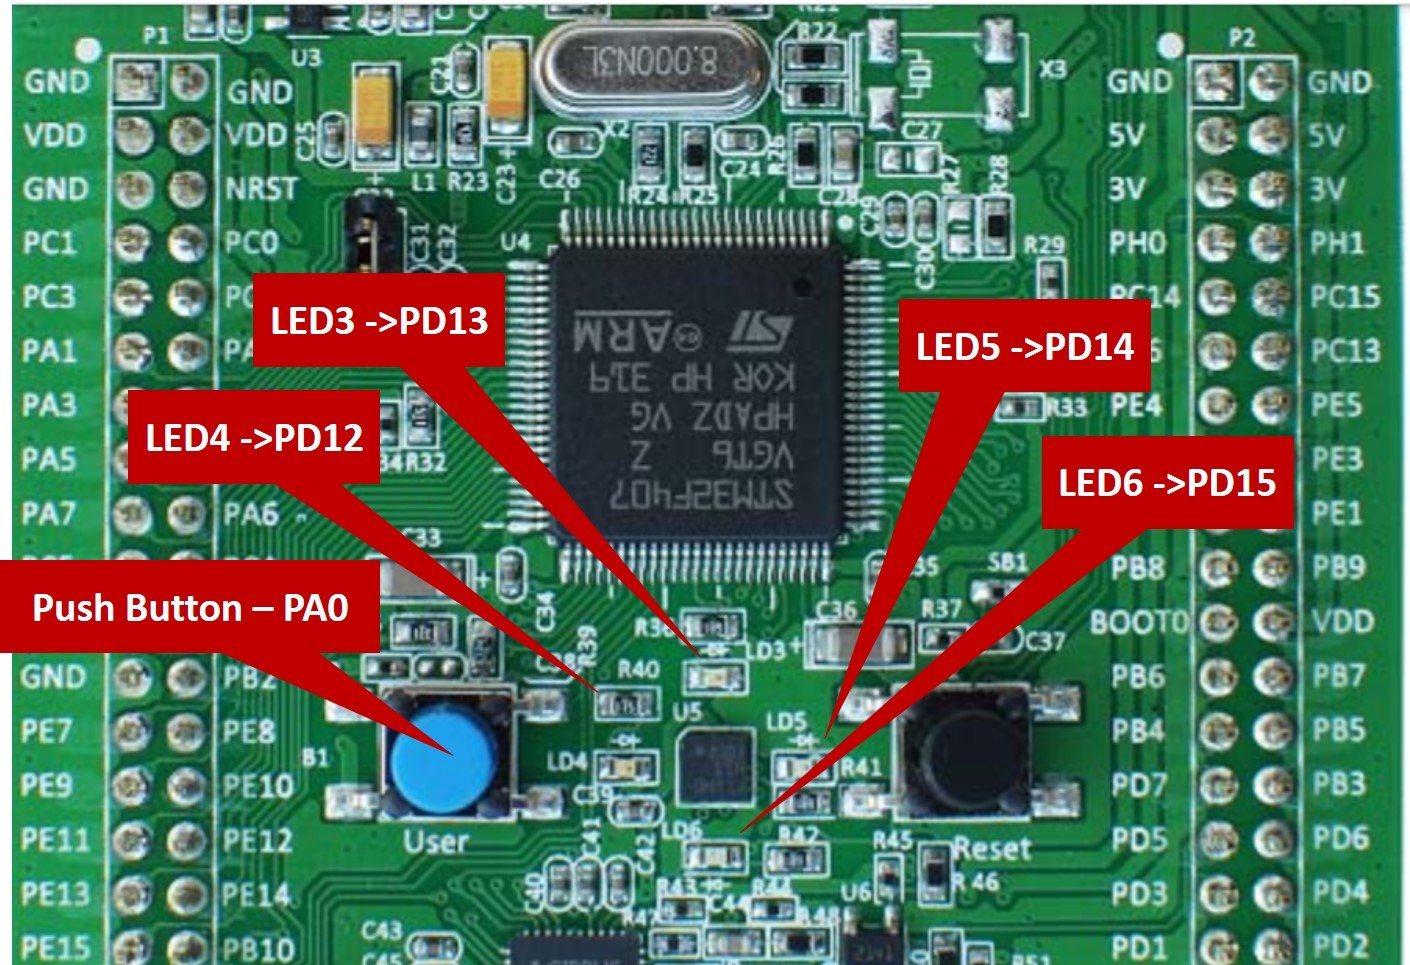 P1
GND
GND
VDD
VDD
GND
NRST
PC1
PC0
PC3
PA1
PA3
PA5
PA7
PA6
GND
PB2
PE7
PE8
PE9
PE10
PE11
PE12
PE13
PE14
PE15
PB10
U3
C25
L1
R23
C21
C23
8.000N3L
X2
C26
R24
R25
C24
R22
R26
C28
C27
R27
R28
X3
C29
C30
R29
C31
C32
U4
ARM
KOR HP 319
HPADZ VG
VGT6 Z
STM32F407
LED3 ->PD13
LED5 ->PD14
LED4 ->PD12
LED6 ->PD15
Push Button – PA0
R32
R33
C33
C34
SB1
R36
LD3
C36
R37
C37
R39
R40
U5
LD5
R41
B1
LD4
C39
User
C41
C42
LD6
R42
R45
Reset
R46
C40
R43
R44
C44
U6
R47
R48
C43
C45
R51
P2
GND
GND
5V
5V
3V
3V
PH0
PH1
PC14
PC15
PC13
PE4
PE5
PE3
PE1
PB8
PB9
BOOT0
VDD
PB6
PB7
PB4
PB5
PD7
PB3
PD5
PD6
PD3
PD4
PD1
PD2